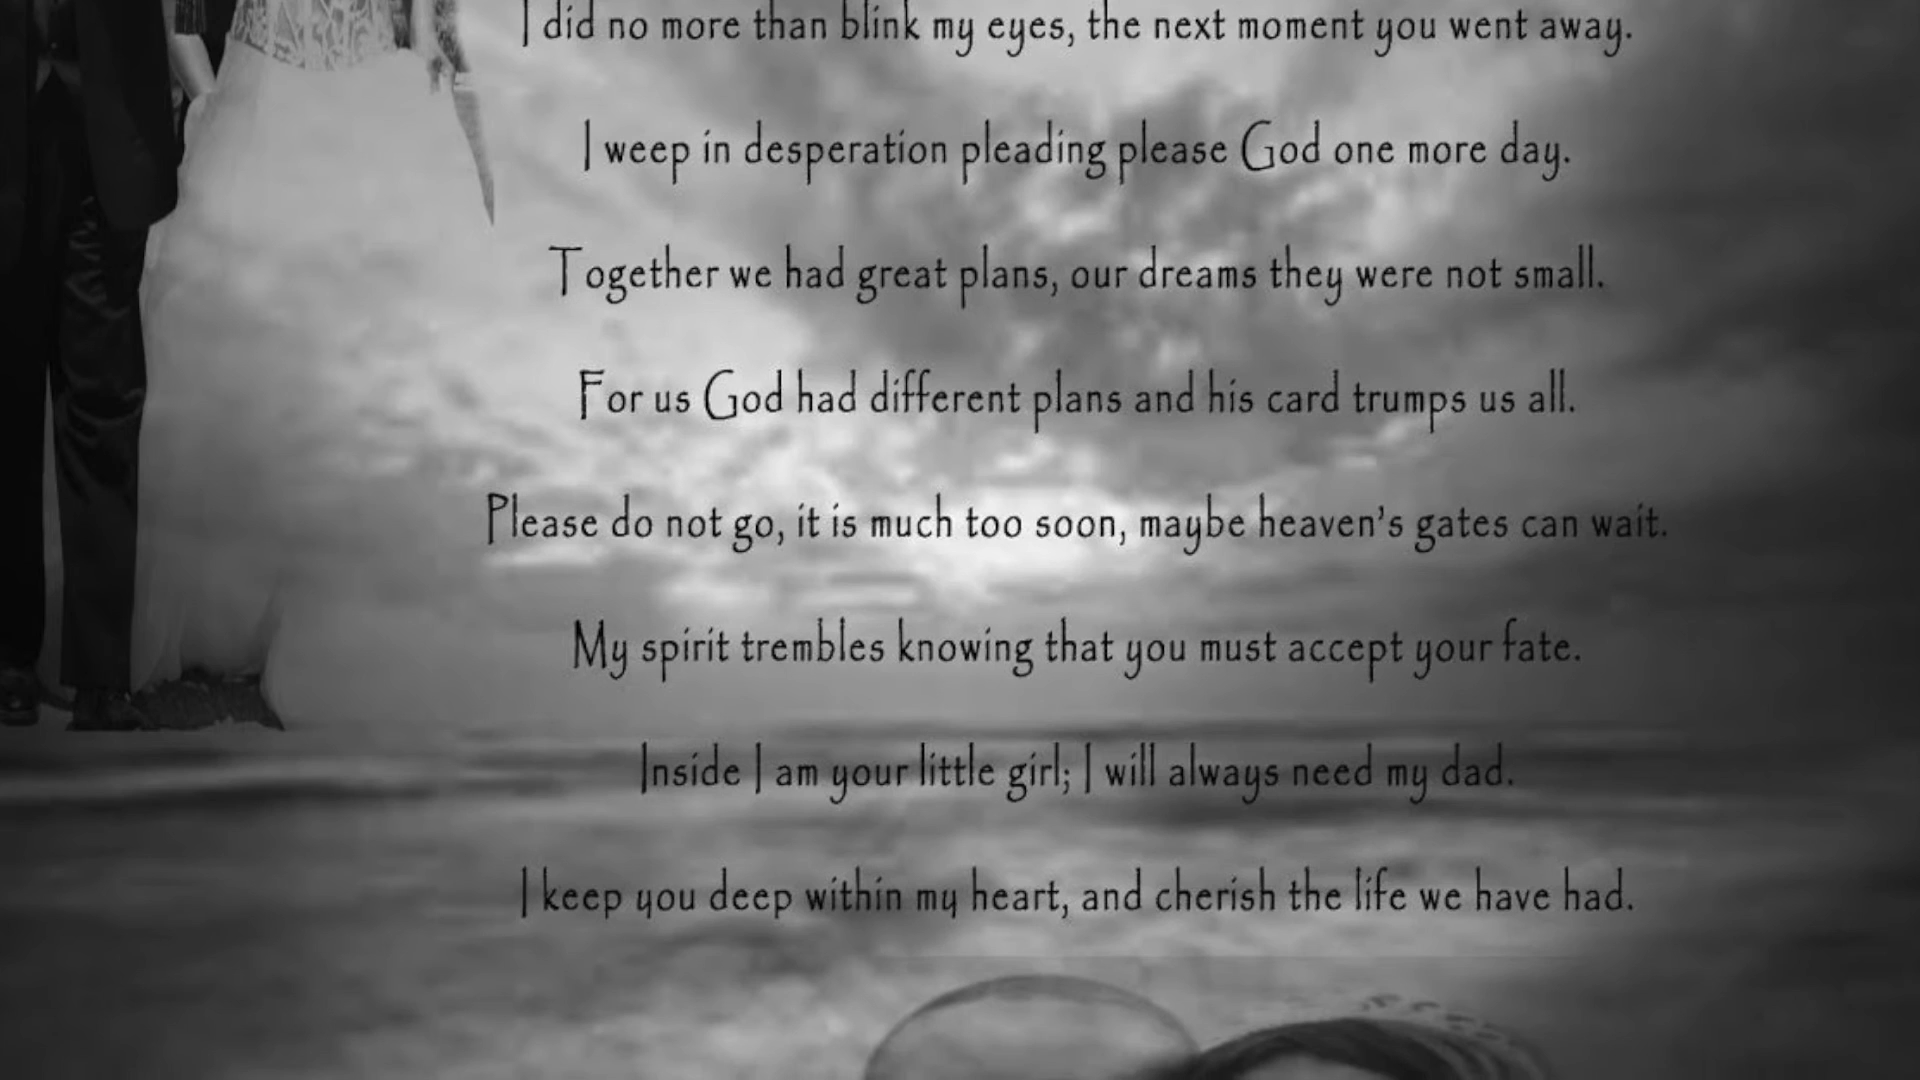 I did no more than blink my eyes, the next moment you went away.
I weep in desperation pleading please God one more day.
Together we had great plans, our dreams they were not small.
For us God had different plans and his card trumps us all.
Please do not go, it is much too soon, maybe heaven's gates can wait.
My spirit trembles knowing that you must accept your fate.
Inside I am your little girl; I will always need my dad.
I keep you deep within my heart, and cherish the life we have had.